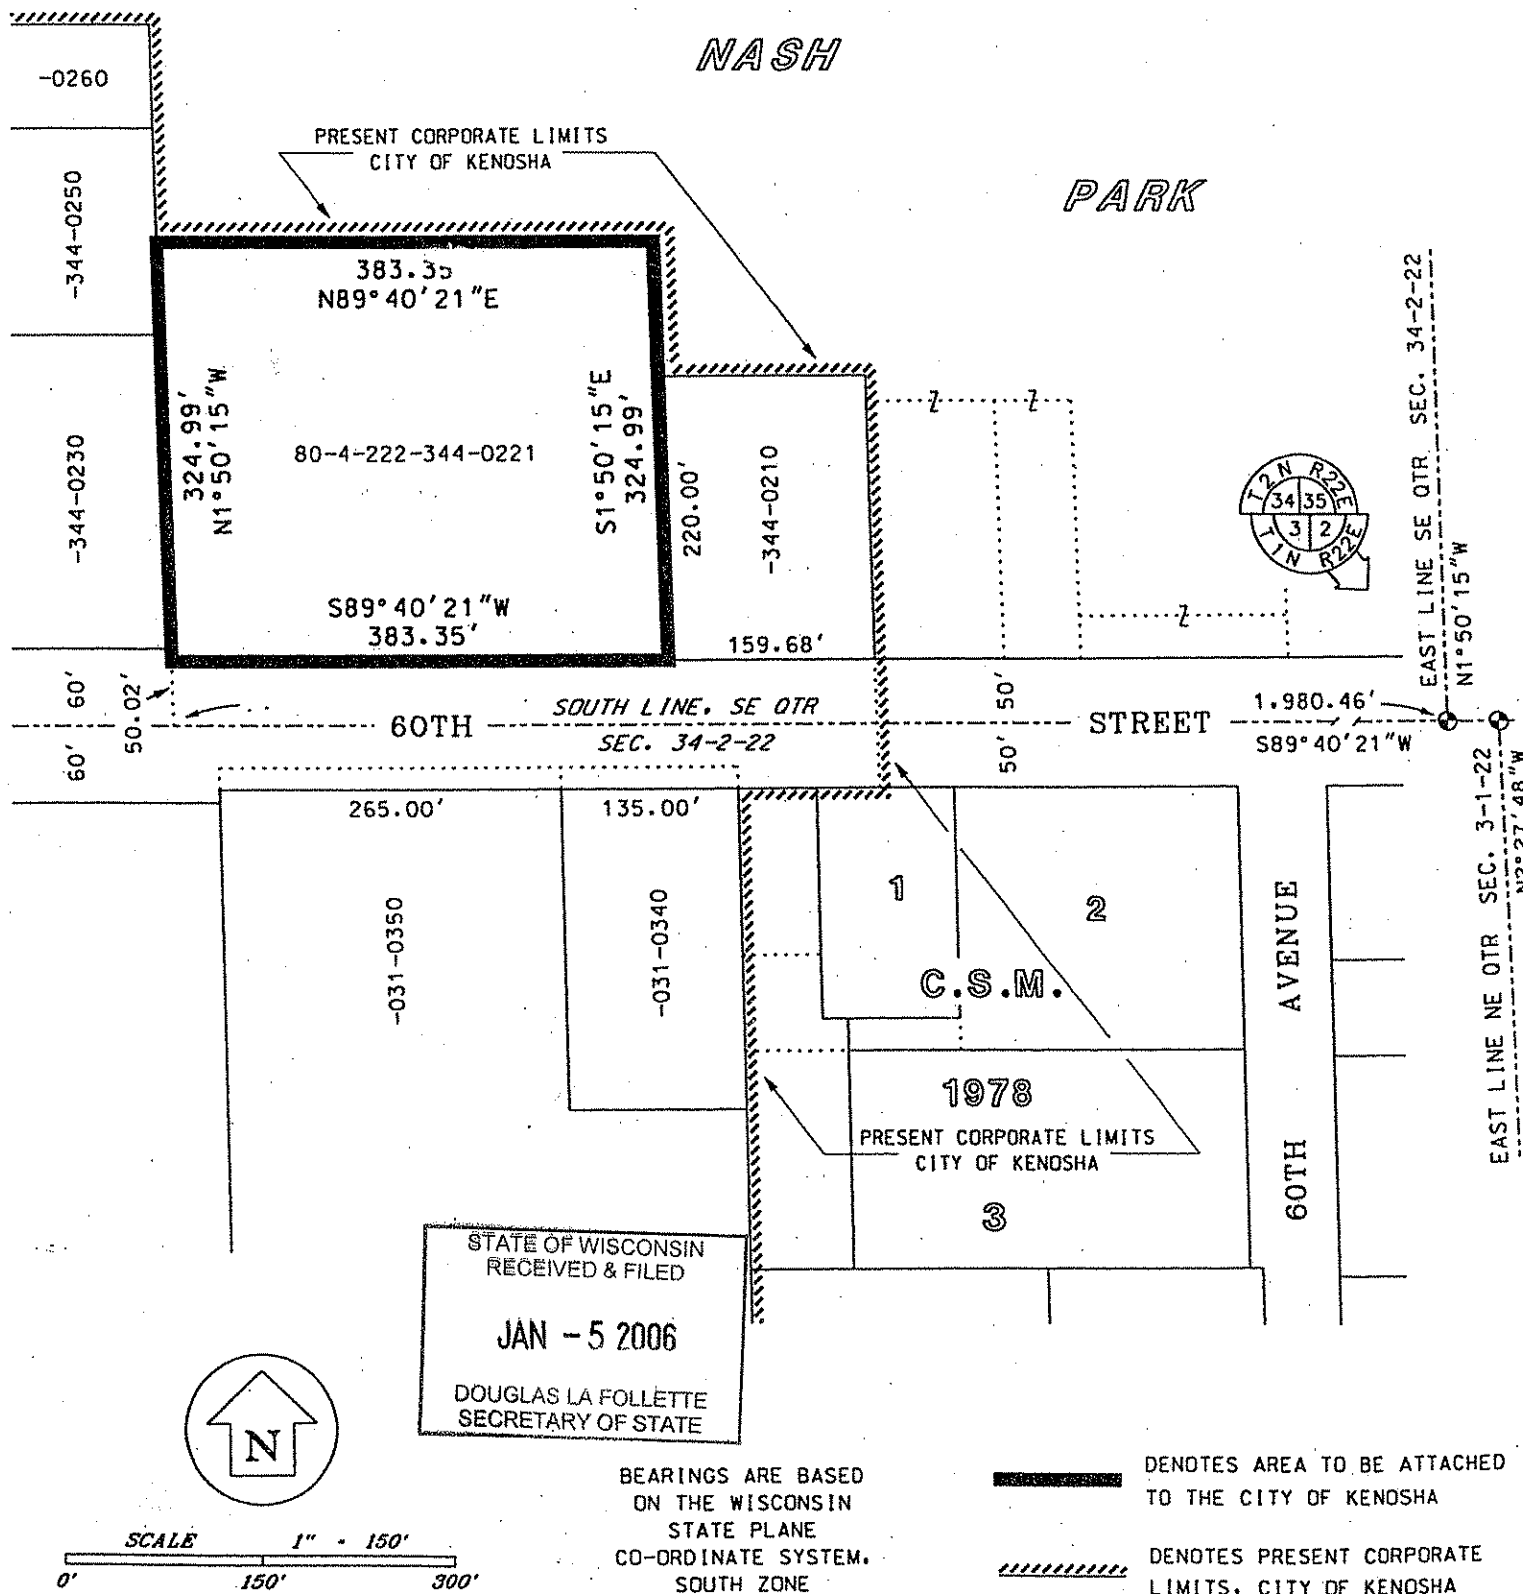 NASH
-0260
PRESENT CORPORATE LIMITS
CITY OF KENOSHA
-344-0250
PARK
383.35
N89°40'21"E
324.99'
N1°50'15"W
S1°50'15"E
324.99'
80-4-222-344-0221
-344-0230
220.00'
-344-0210
Z
Z
Z
T2N R22E
34 35
3 2
T1N R22E
EAST LINE SE QTR SEC. 34-2-22
N1°50'15"W
S89°40'21"W
383.35'
159.68'
60'
60'
50.02'
60TH
SOUTH LINE. SE QTR
SEC. 34-2-22
50'
50'
STREET
1.980.46'
S89°40'21"W
EAST LINE NE QTR SEC. 3-1-22
265.00'
135.00'
-031-0350
-031-0340
1
2
C.S.M.
1978
3
AVENUE
60TH
PRESENT CORPORATE LIMITS
CITY OF KENOSHA
STATE OF WISCONSIN
RECEIVED & FILED
JAN - 5 2006
DOUGLAS LA FOLLETTE
SECRETARY OF STATE
N
SCALE 1" - 150'
0' 150' 300'
BEARINGS ARE BASED
ON THE WISCONSIN
STATE PLANE
CO-ORDINATE SYSTEM.
SOUTH ZONE
DENOTES AREA TO BE ATTACHED
TO THE CITY OF KENOSHA
DENOTES PRESENT CORPORATE
LIMITS. CITY OF KENOSHA